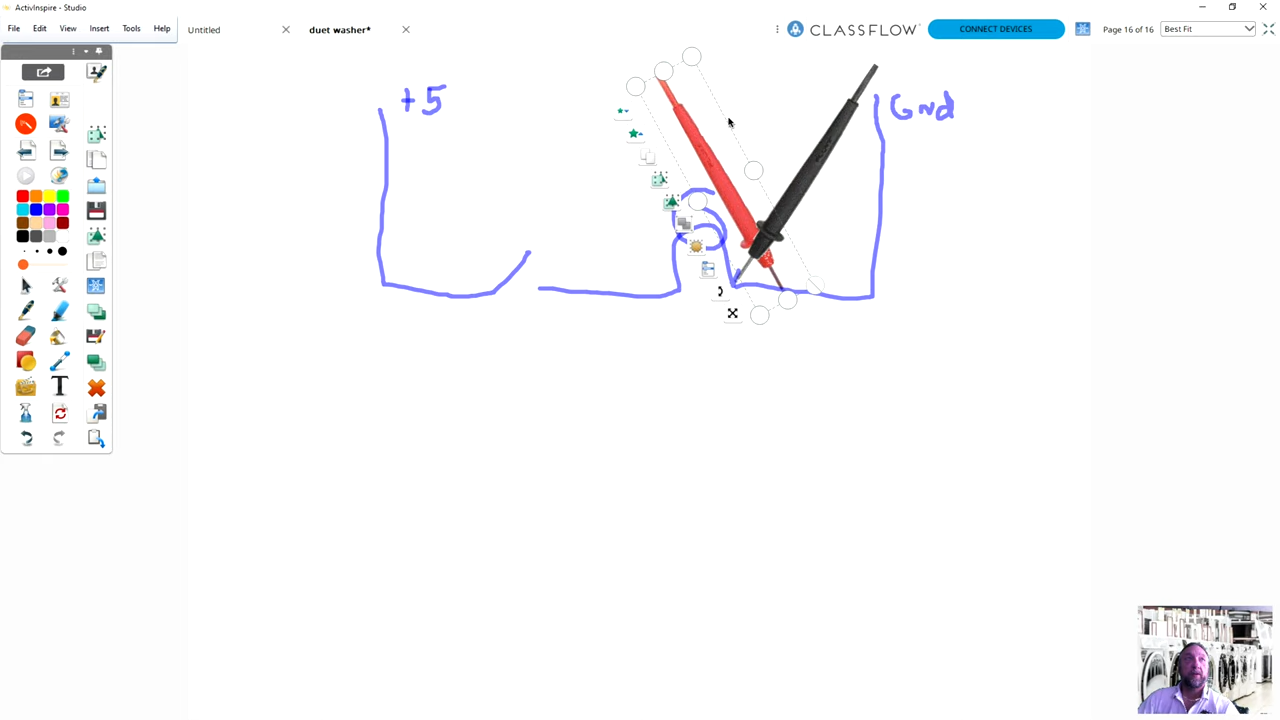 ActivInspire - Studio
File Edit View Insert Tools Help
Untitled
duet washer*
CLASSFLOW
CONNECT DEVICES
Page 16 of 16
Best Fit
+5
Gnd
T